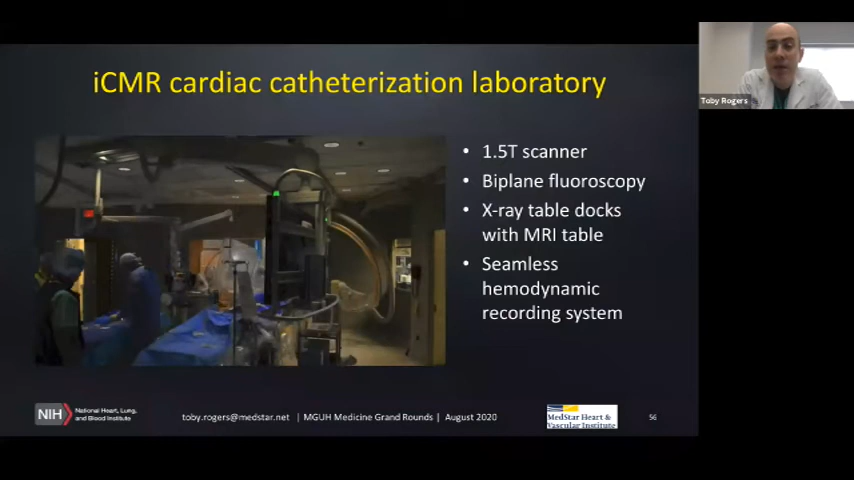 iCMR cardiac catheterization laboratory
• 1.5T scanner
• Biplane fluoroscopy
• X-ray table docks
with MRI table
• Seamless
hemodynamic
recording system
Toby Rogers
NIH National Heart, Lung,
and Blood Institute
toby.rogers@medstar.net | MGUH Medicine Grand Rounds | August 2020
MedStar Heart &
Vascular Institute
56